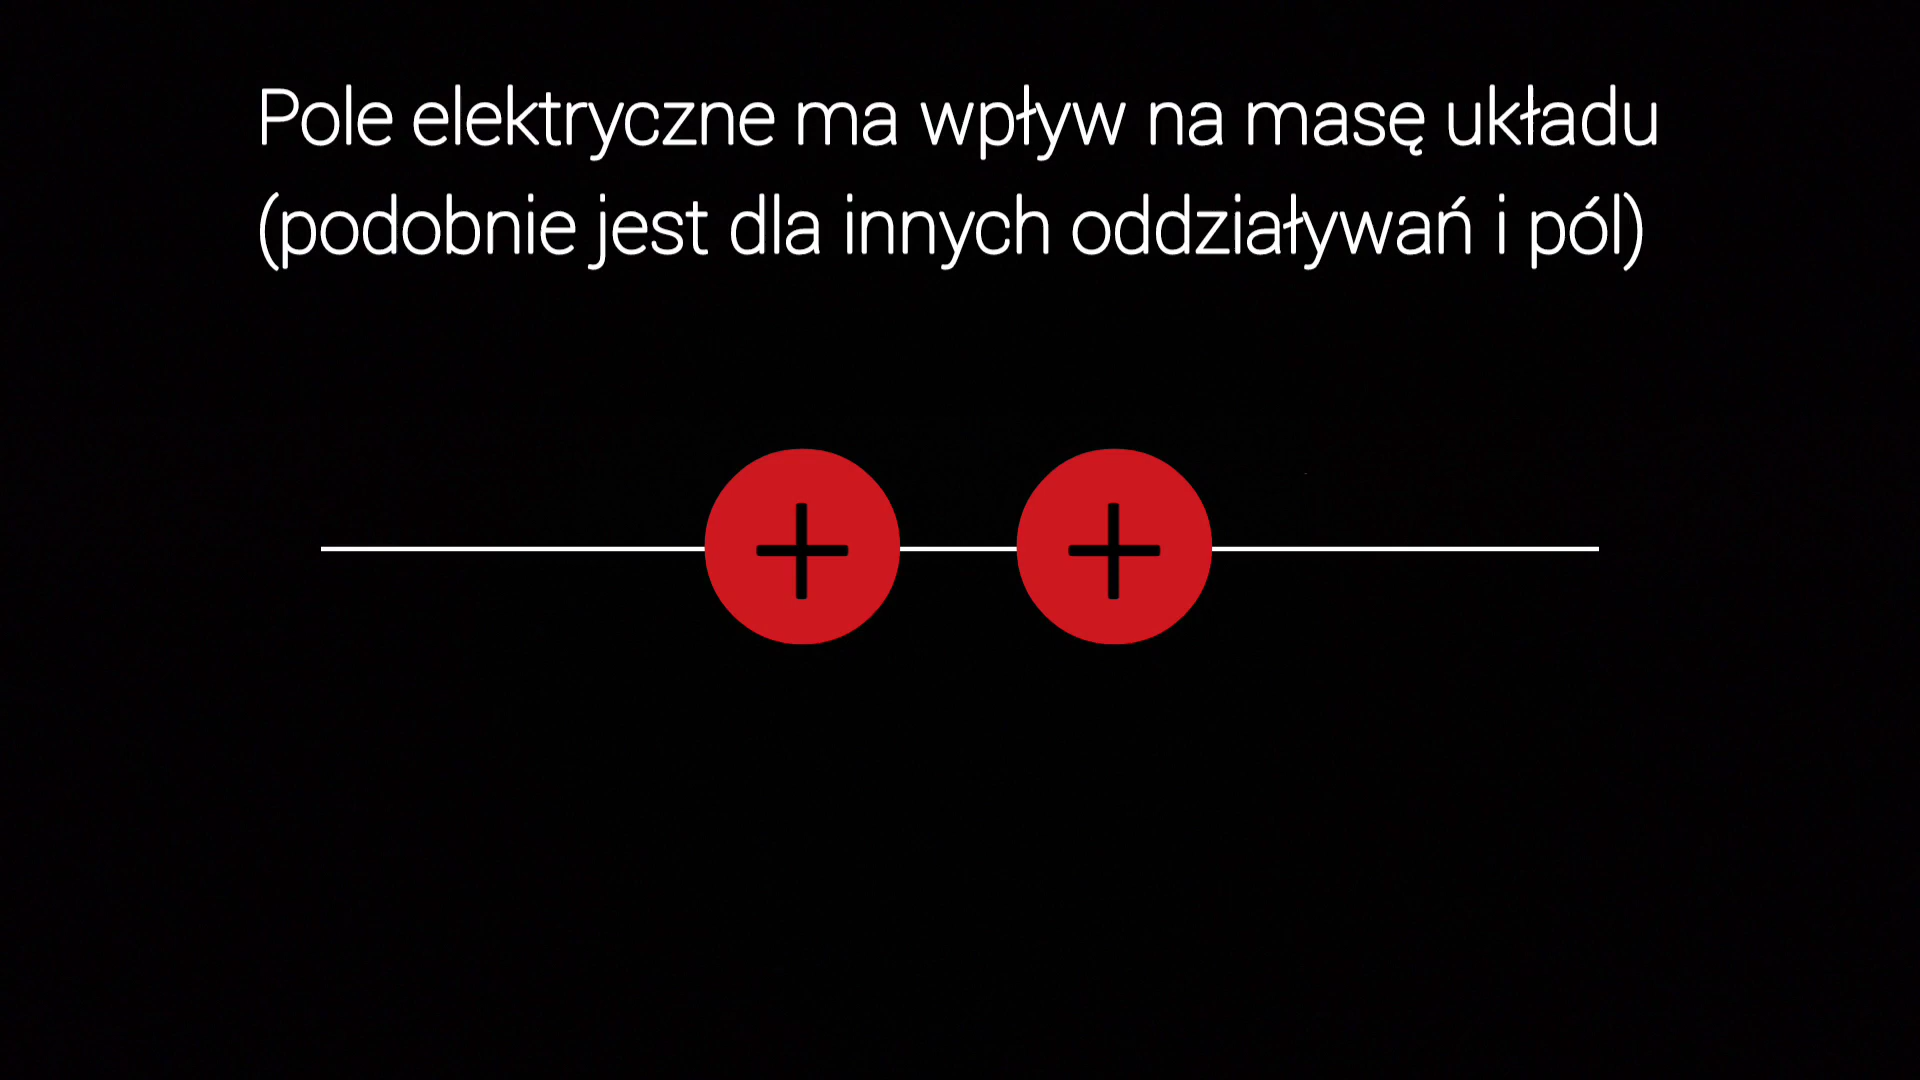 Pole elektryczne ma wpływ na masę układu
(podobnie jest dla innych oddziaływań i pól)
+ +